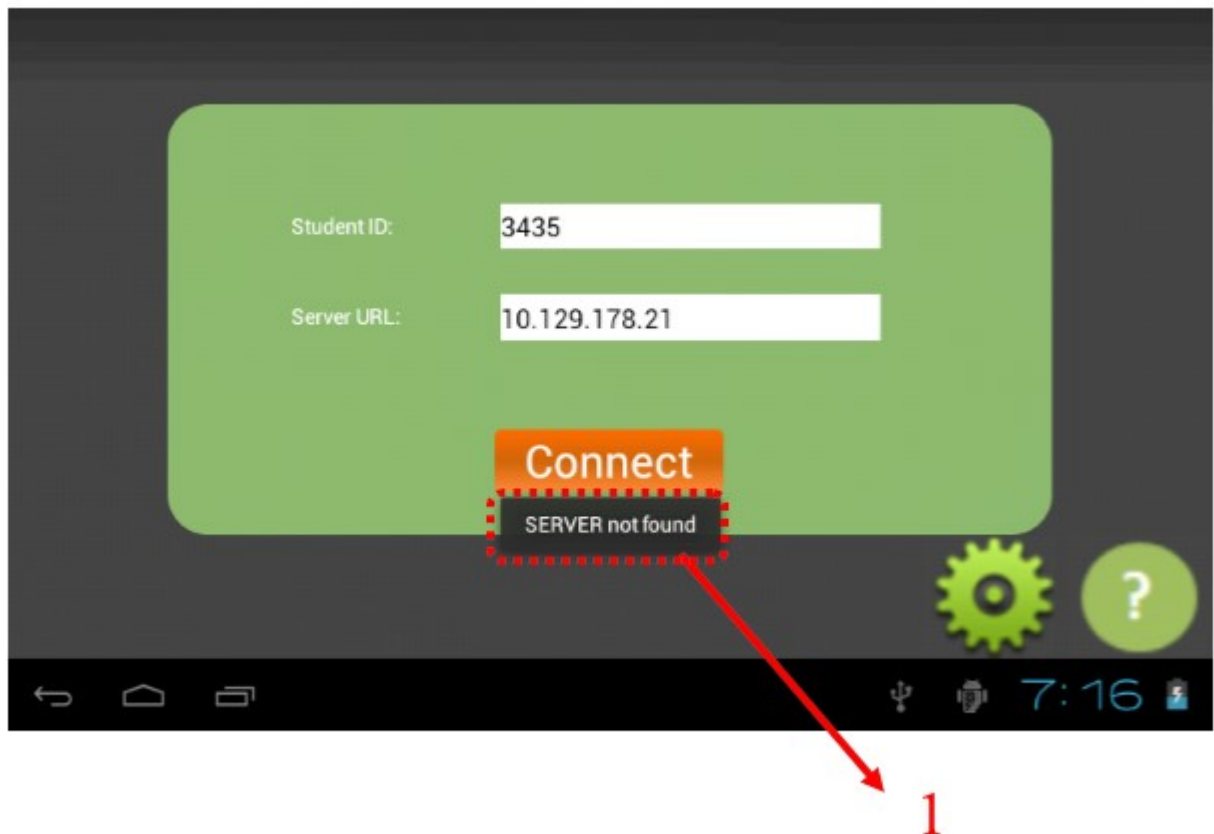 Student ID: 3435
Server URL: 10.129.178.21
Connect
SERVER not found
?
7:16
1